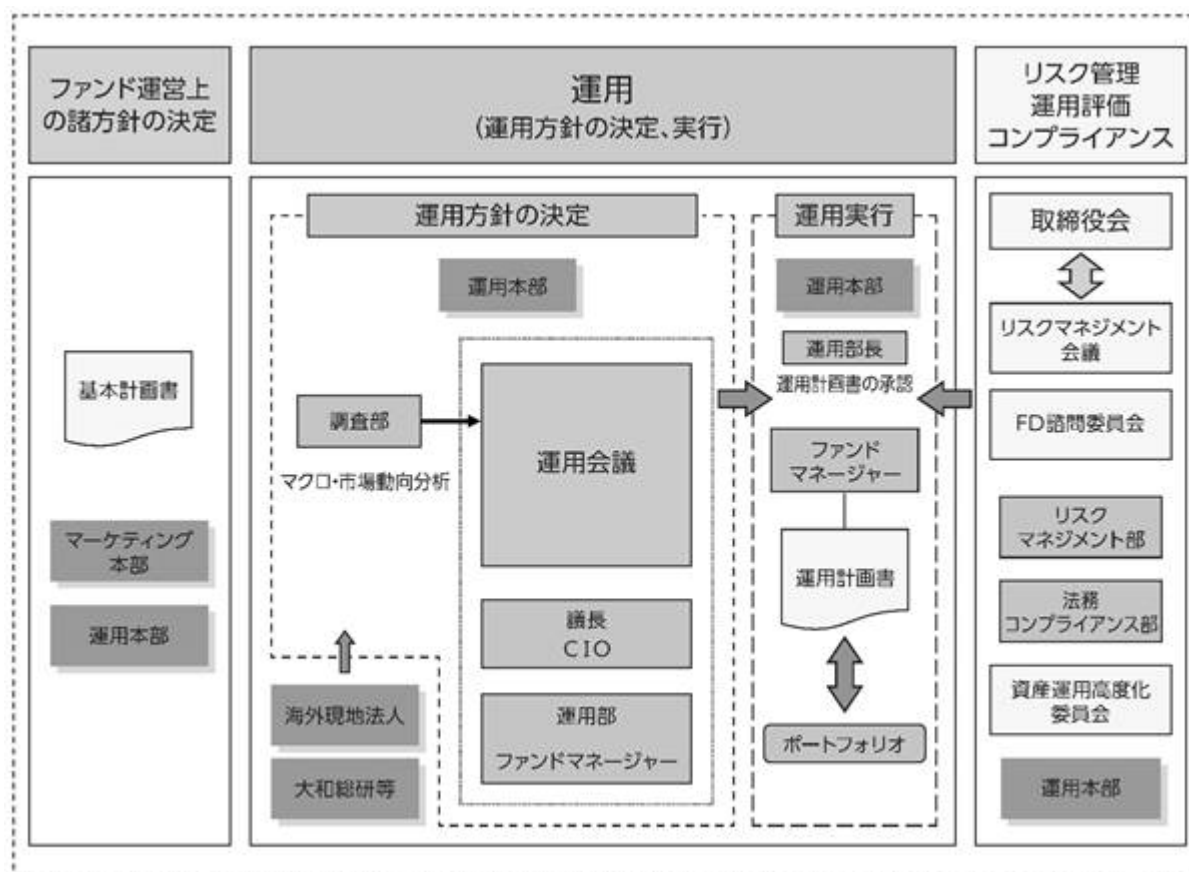 ファンド運営上
の諸方針の決定
基本計画書
マーケティング
本部
運用本部
運用
(運用方針の決定、実行)
運用方針の決定
運用本部
調査部
マクロ・市場動向分析
運用会議
議長
CIO
運用部
ファンドマネージャー
海外現地法人
大和総研等
運用実行
運用本部
運用部長
運用計画書の承認
ファンド
マネージャー
運用計画書
ポートフォリオ
リスク管理
運用評価
コンプライアンス
取締役会
リスクマネジメント
会議
FD諮問委員会
リスク
マネジメント部
法務
コンプライアンス部
資産運用高度化
委員会
運用本部